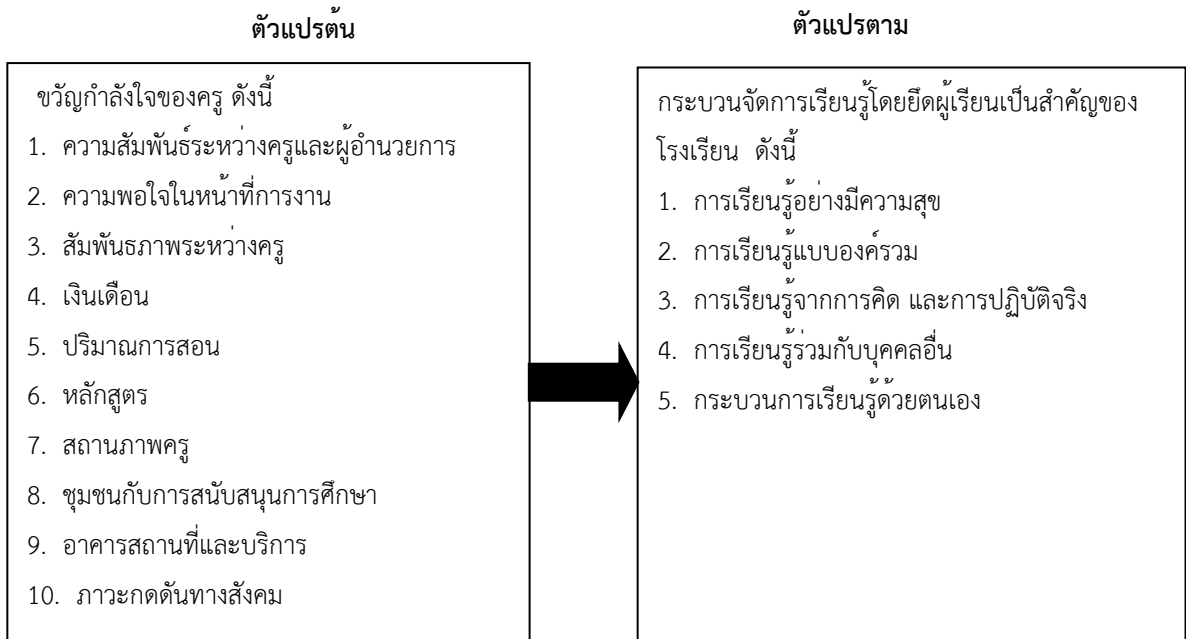 ตัวแปรต้น
ขวัญกำลังใจของครู ดังนี้
1. ความสัมพันธ์ระหว่างครูและผู้อำนวยการ
2. ความพอใจในหน้าที่การงาน
3. สัมพันธภาพระหว่างครู
4. เงินเดือน
5. ปริมาณการสอน
6. หลักสูตร
7. สถานภาพครู
8. ชุมชนกับการสนับสนุนการศึกษา
9. อาคารสถานที่และบริการ
10. ภาวะกดดันทางสังคม
ตัวแปรตาม
กระบวนจัดการเรียนรู้โดยยึดผู้เรียนเป็นสำคัญของ
โรงเรียน ดังนี้
1. การเรียนรู้อย่างมีความสุข
2. การเรียนรู้แบบองค์รวม
3. การเรียนรู้จากการคิด และการปฏิบัติจริง
4. การเรียนรู้ร่วมกับบุคคลอื่น
5. กระบวนการเรียนรู้ด้วยตนเอง